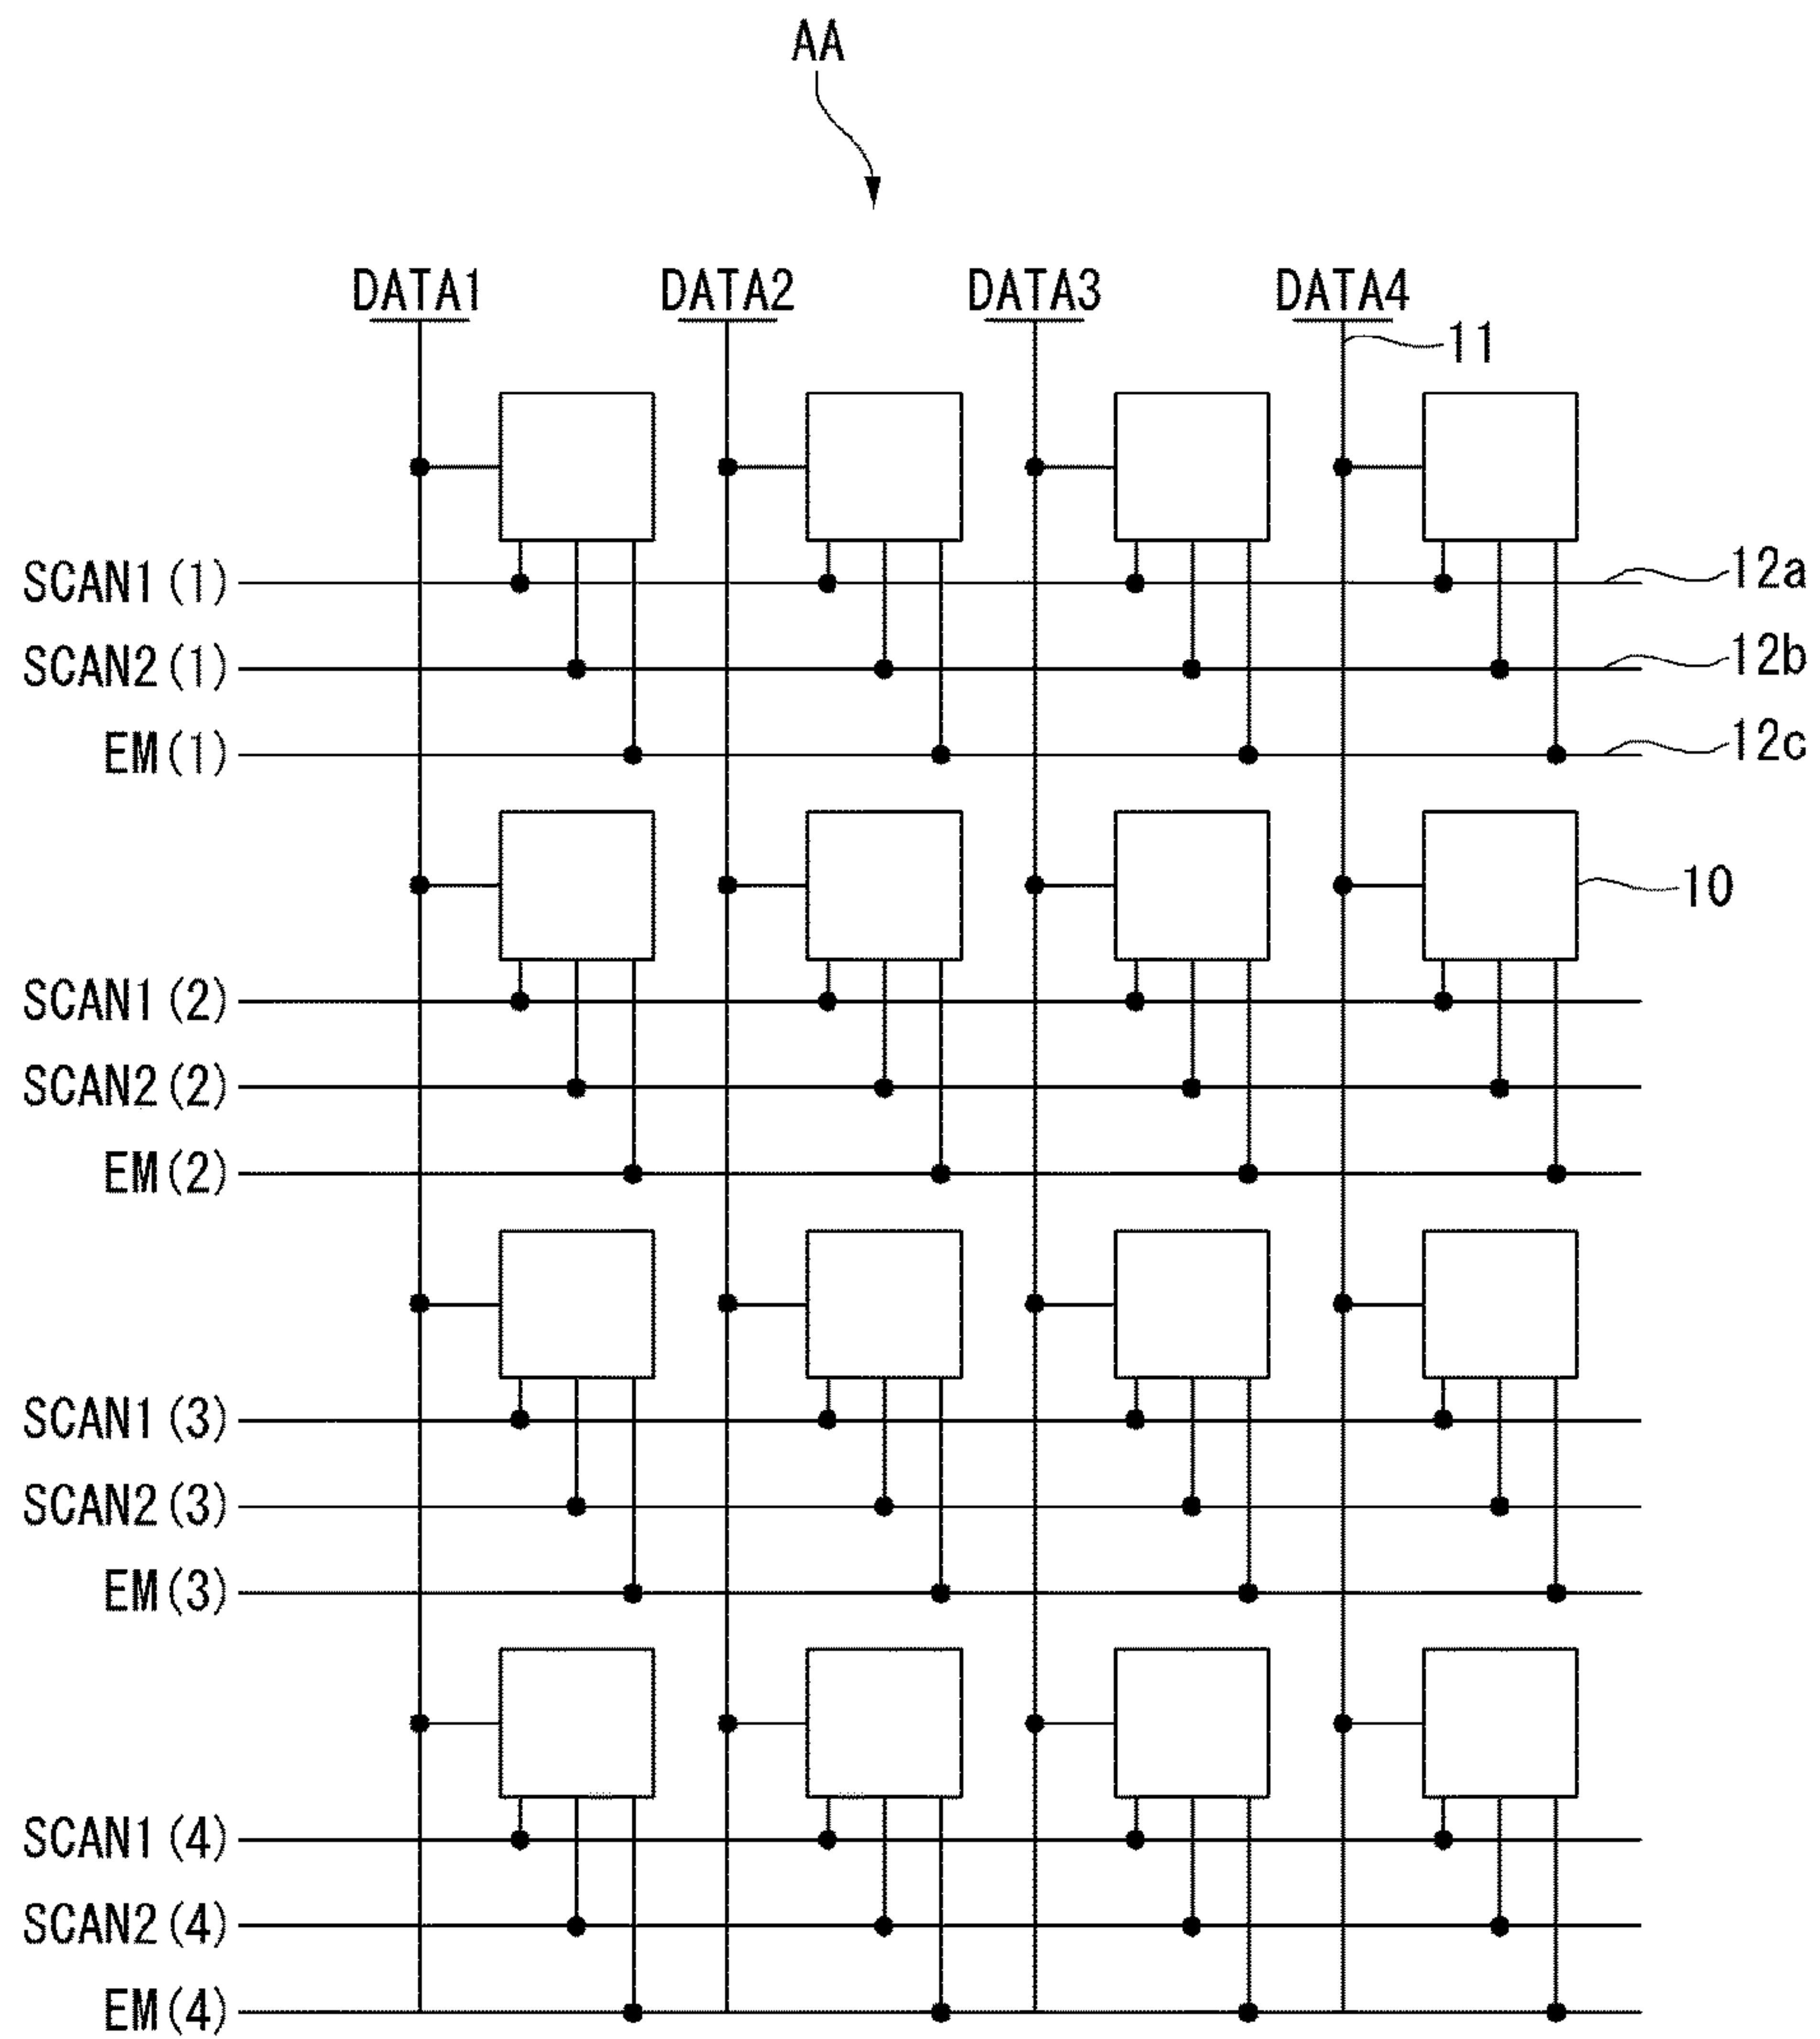 AA
DATA1 DATA2 DATA3 DATA4
11
SCAN1(1) 12a
SCAN2(1) 12b
EM(1) 12c
10
SCAN1(2)
SCAN2(2)
EM(2)
SCAN1(3)
SCAN2(3)
EM(3)
SCAN1(4)
SCAN2(4)
EM(4)